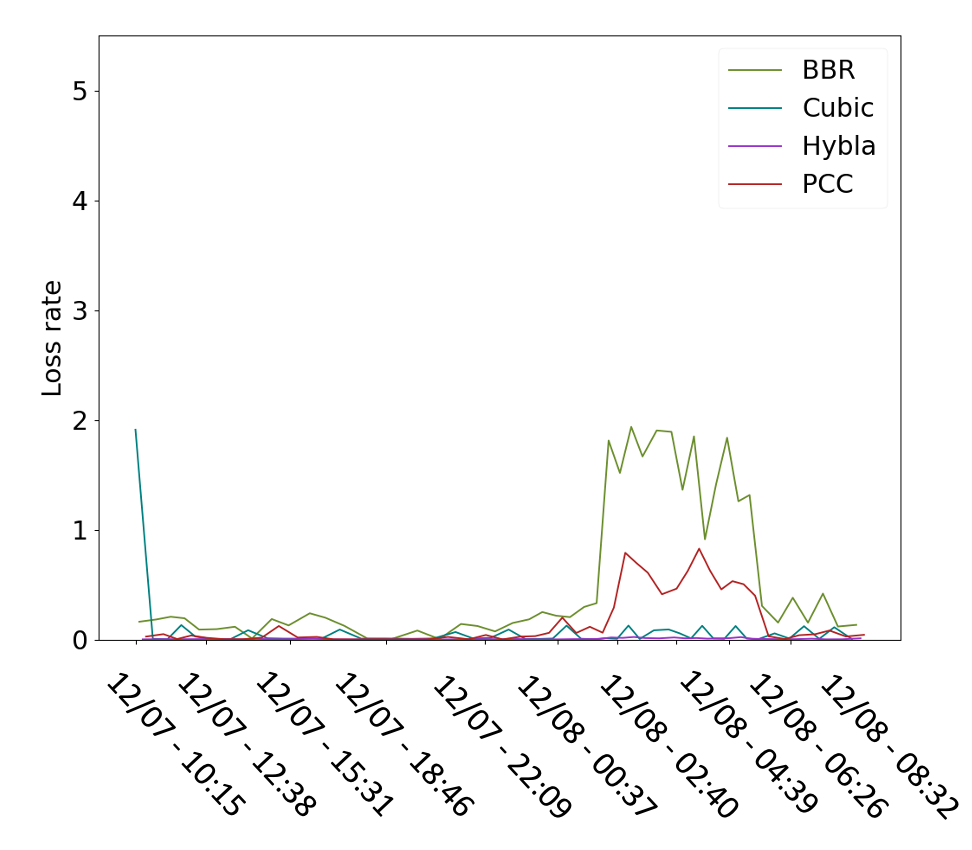 BBR
Cubic
Hybla
PCC
Loss rate
5
4
3
2
1
0
12/07 - 10:15
12/07 - 12:38
12/07 - 15:31
12/07 - 18:46
12/07 - 22:09
12/08 - 00:37
12/08 - 02:40
12/08 - 04:39
12/08 - 06:26
12/08 - 08:32